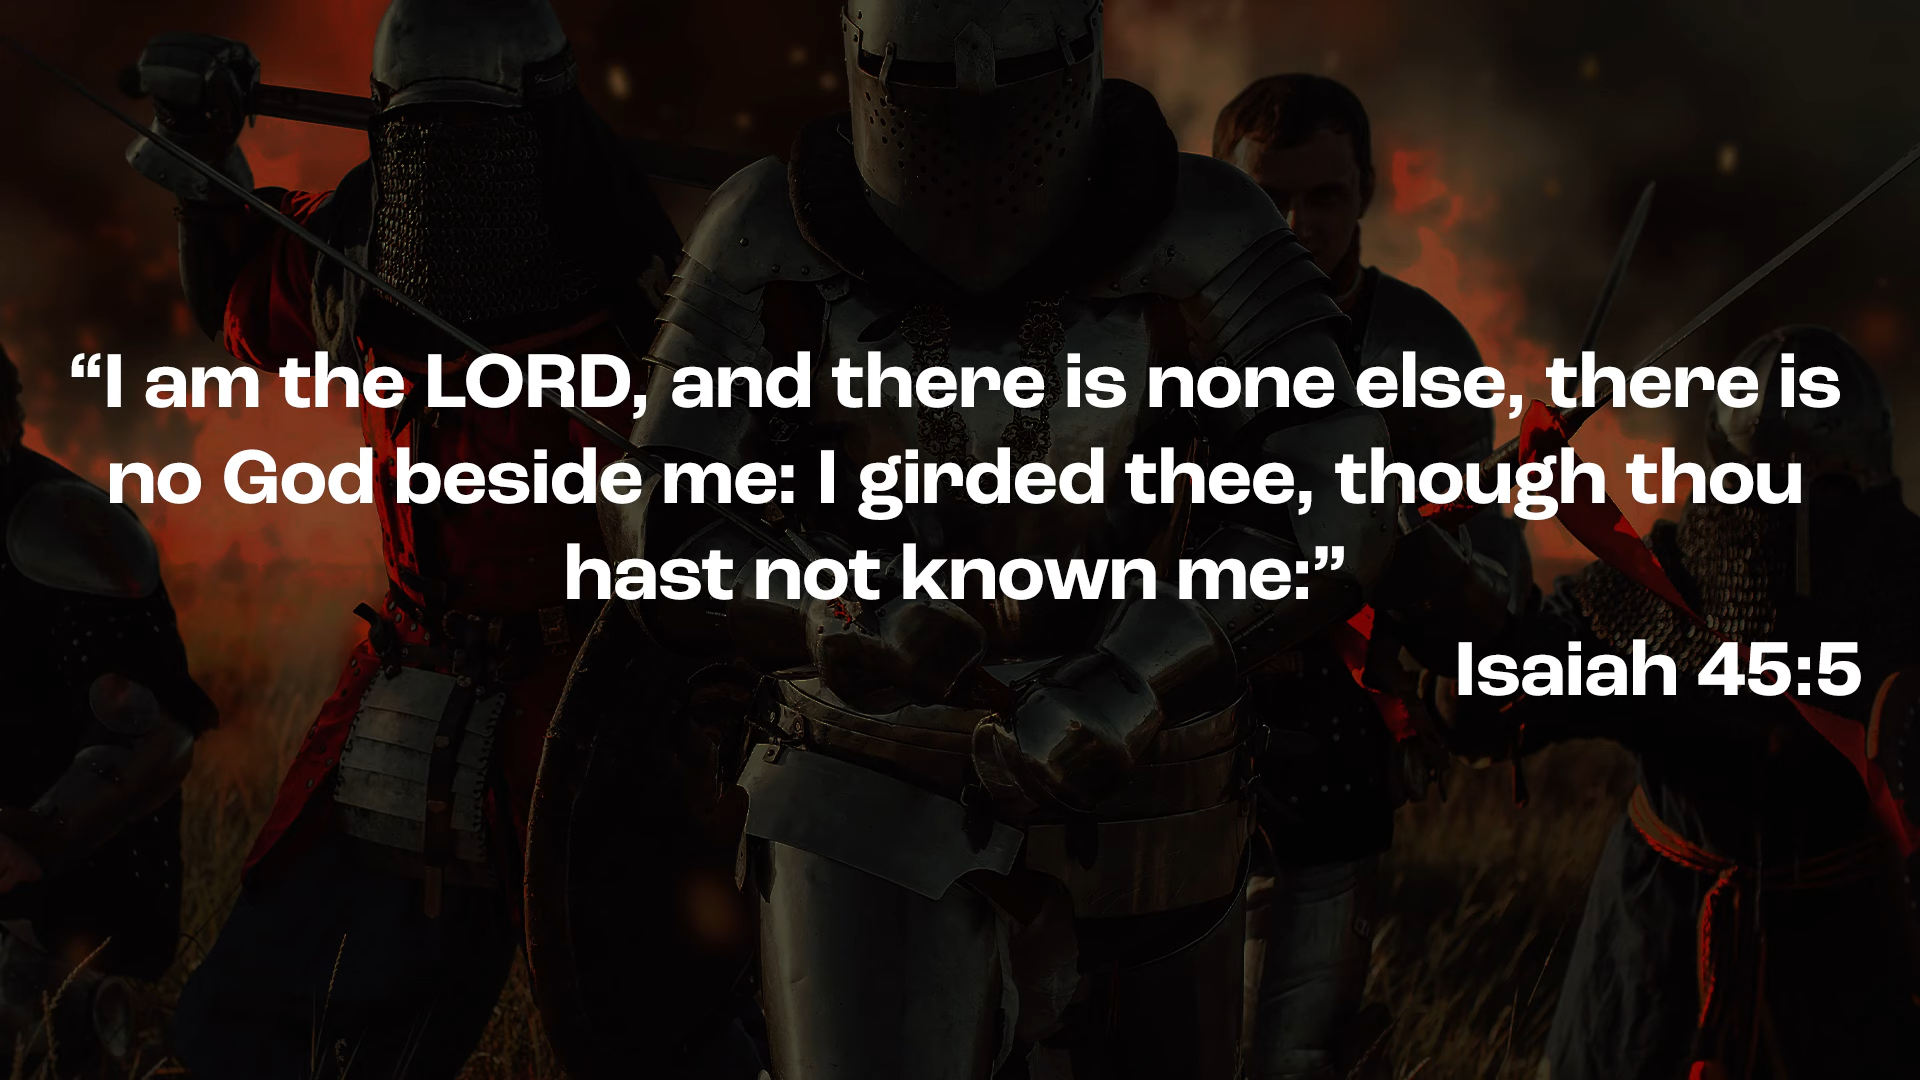 “I am the LORD, and there is none else, there is
no God beside me: I girded thee, though thou
hast not known me:”
Isaiah 45:5